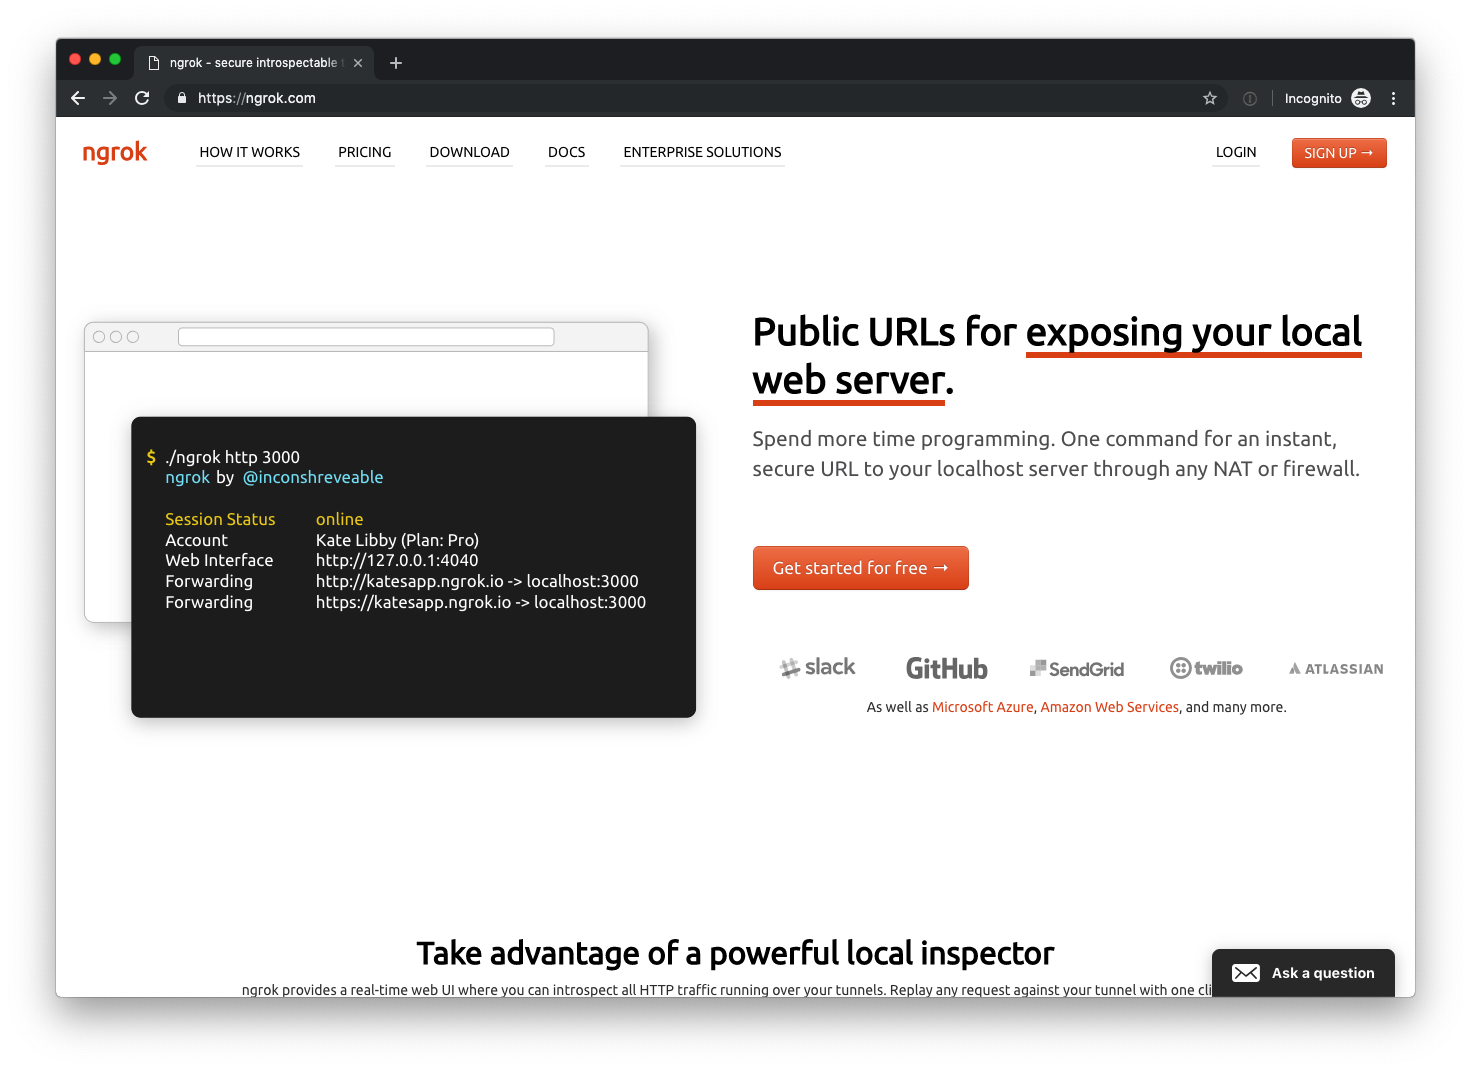 ngrok - secure introspectable
https://ngrok.com
Incognito
ngrok
HOW IT WORKS
PRICING
DOWNLOAD
DOCS
ENTERPRISE SOLUTIONS
LOGIN
SIGN UP →
$ ./ngrok http 3000
ngrok by @inconshreveable
Session Status online
Account Kate Libby (Plan: Pro)
Web Interface http://127.0.0.1:4040
Forwarding http://katesapp.ngrok.io -> localhost:3000
Forwarding https://katesapp.ngrok.io -> localhost:3000
Public URLs for exposing your local
web server.
Spend more time programming. One command for an instant,
secure URL to your localhost server through any NAT or firewall.
Get started for free →
slack
GitHub
SendGrid
twilio
ATLASSIAN
As well as Microsoft Azure, Amazon Web Services, and many more.
Take advantage of a powerful local inspector
ngrok provides a real-time web UI where you can introspect all HTTP traffic running over your tunnels. Replay any request against your tunnel with one cli
Ask a question